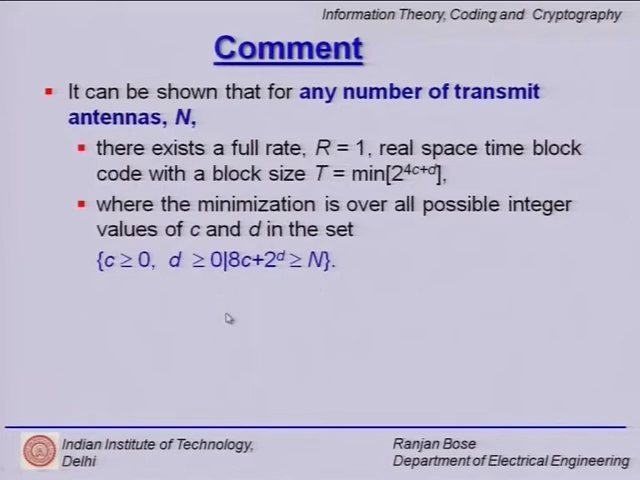 Information Theory, Coding and Cryptography
Comment
▪ It can be shown that for any number of transmit
antennas, N,
▪ there exists a full rate, R = 1, real space time block
code with a block size T = min[2^{4c+d}],
▪ where the minimization is over all possible integer
values of c and d in the set
{c ≥ 0, d ≥ 0|8c+2^d ≥ N}.
Indian Institute of Technology,
Delhi
Ranjan Bose
Department of Electrical Engineering